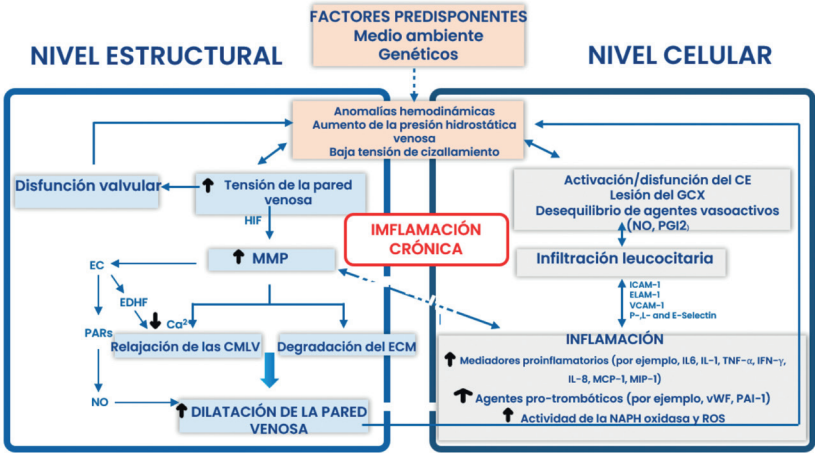 FACTORES PREDISPONENTES
Medio ambiente
Genéticos
NIVEL ESTRUCTURAL
NIVEL CELULAR
Anomalías hemodinámicas
Aumento de la presión hidrostática
venosa
Baja tensión de cizallamiento
Disfunción valvular
Tensión de la pared
venosa
HIF
MMP
EC
EDHF
Ca²
PARs
Relajación de las CMLV
Degradación del ECM
NO
DILATACIÓN DE LA PARED
VENOSA
IMFLAMACIÓN
CRÓNICA
Activación/disfunción del CE
Lesión del GCX
Desequilibrio de agentes vasoactivos
(NO, PGI2)
Infiltración leucocitaria
ICAM-1
ELAM-1
VCAM-1
P-,L- and E-Selectin
INFLAMACIÓN
Mediadores proinflamatorios (por ejemplo, IL6, IL-1, TNF-α, IFN-γ,
IL-8, MCP-1, MIP-1)
Agentes pro-trombóticos (por ejemplo, vWF, PAI-1)
Actividad de la NAPH oxidasa y ROS